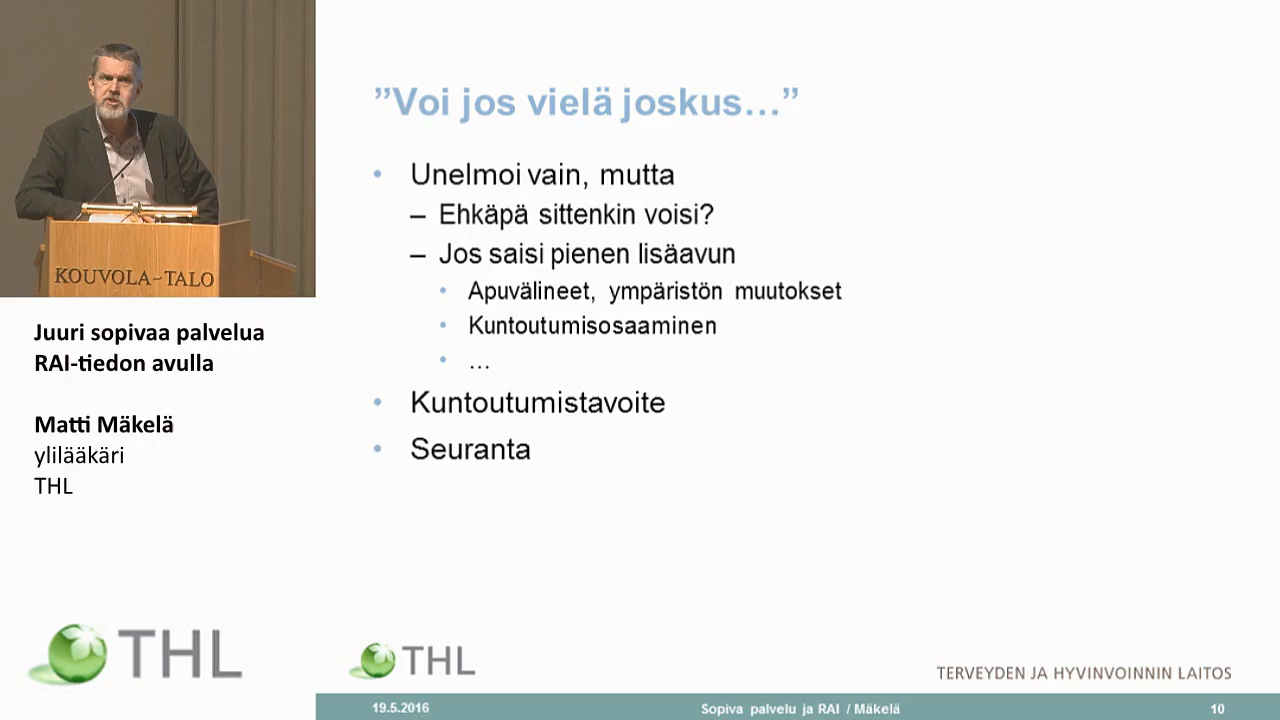 KOUVOLA-TALO
Juuri sopivaa palvelua
RAI-tiedon avulla
Matti Mäkelä
ylilääkäri
THL
THL
”Voi jos vielä joskus…”
• Unelmoi vain, mutta
– Ehkäpä sittenkin voisi?
– Jos saisi pienen lisäavun
• Apuvälineet, ympäristön muutokset
• Kuntoutumisosaaminen
• …
• Kuntoutumistavoite
• Seuranta
THL
TERVEYDEN JA HYVINVOINNIN LAITOS
19.5.2016
Sopiva palvelu ja RAI / Mäkelä
10